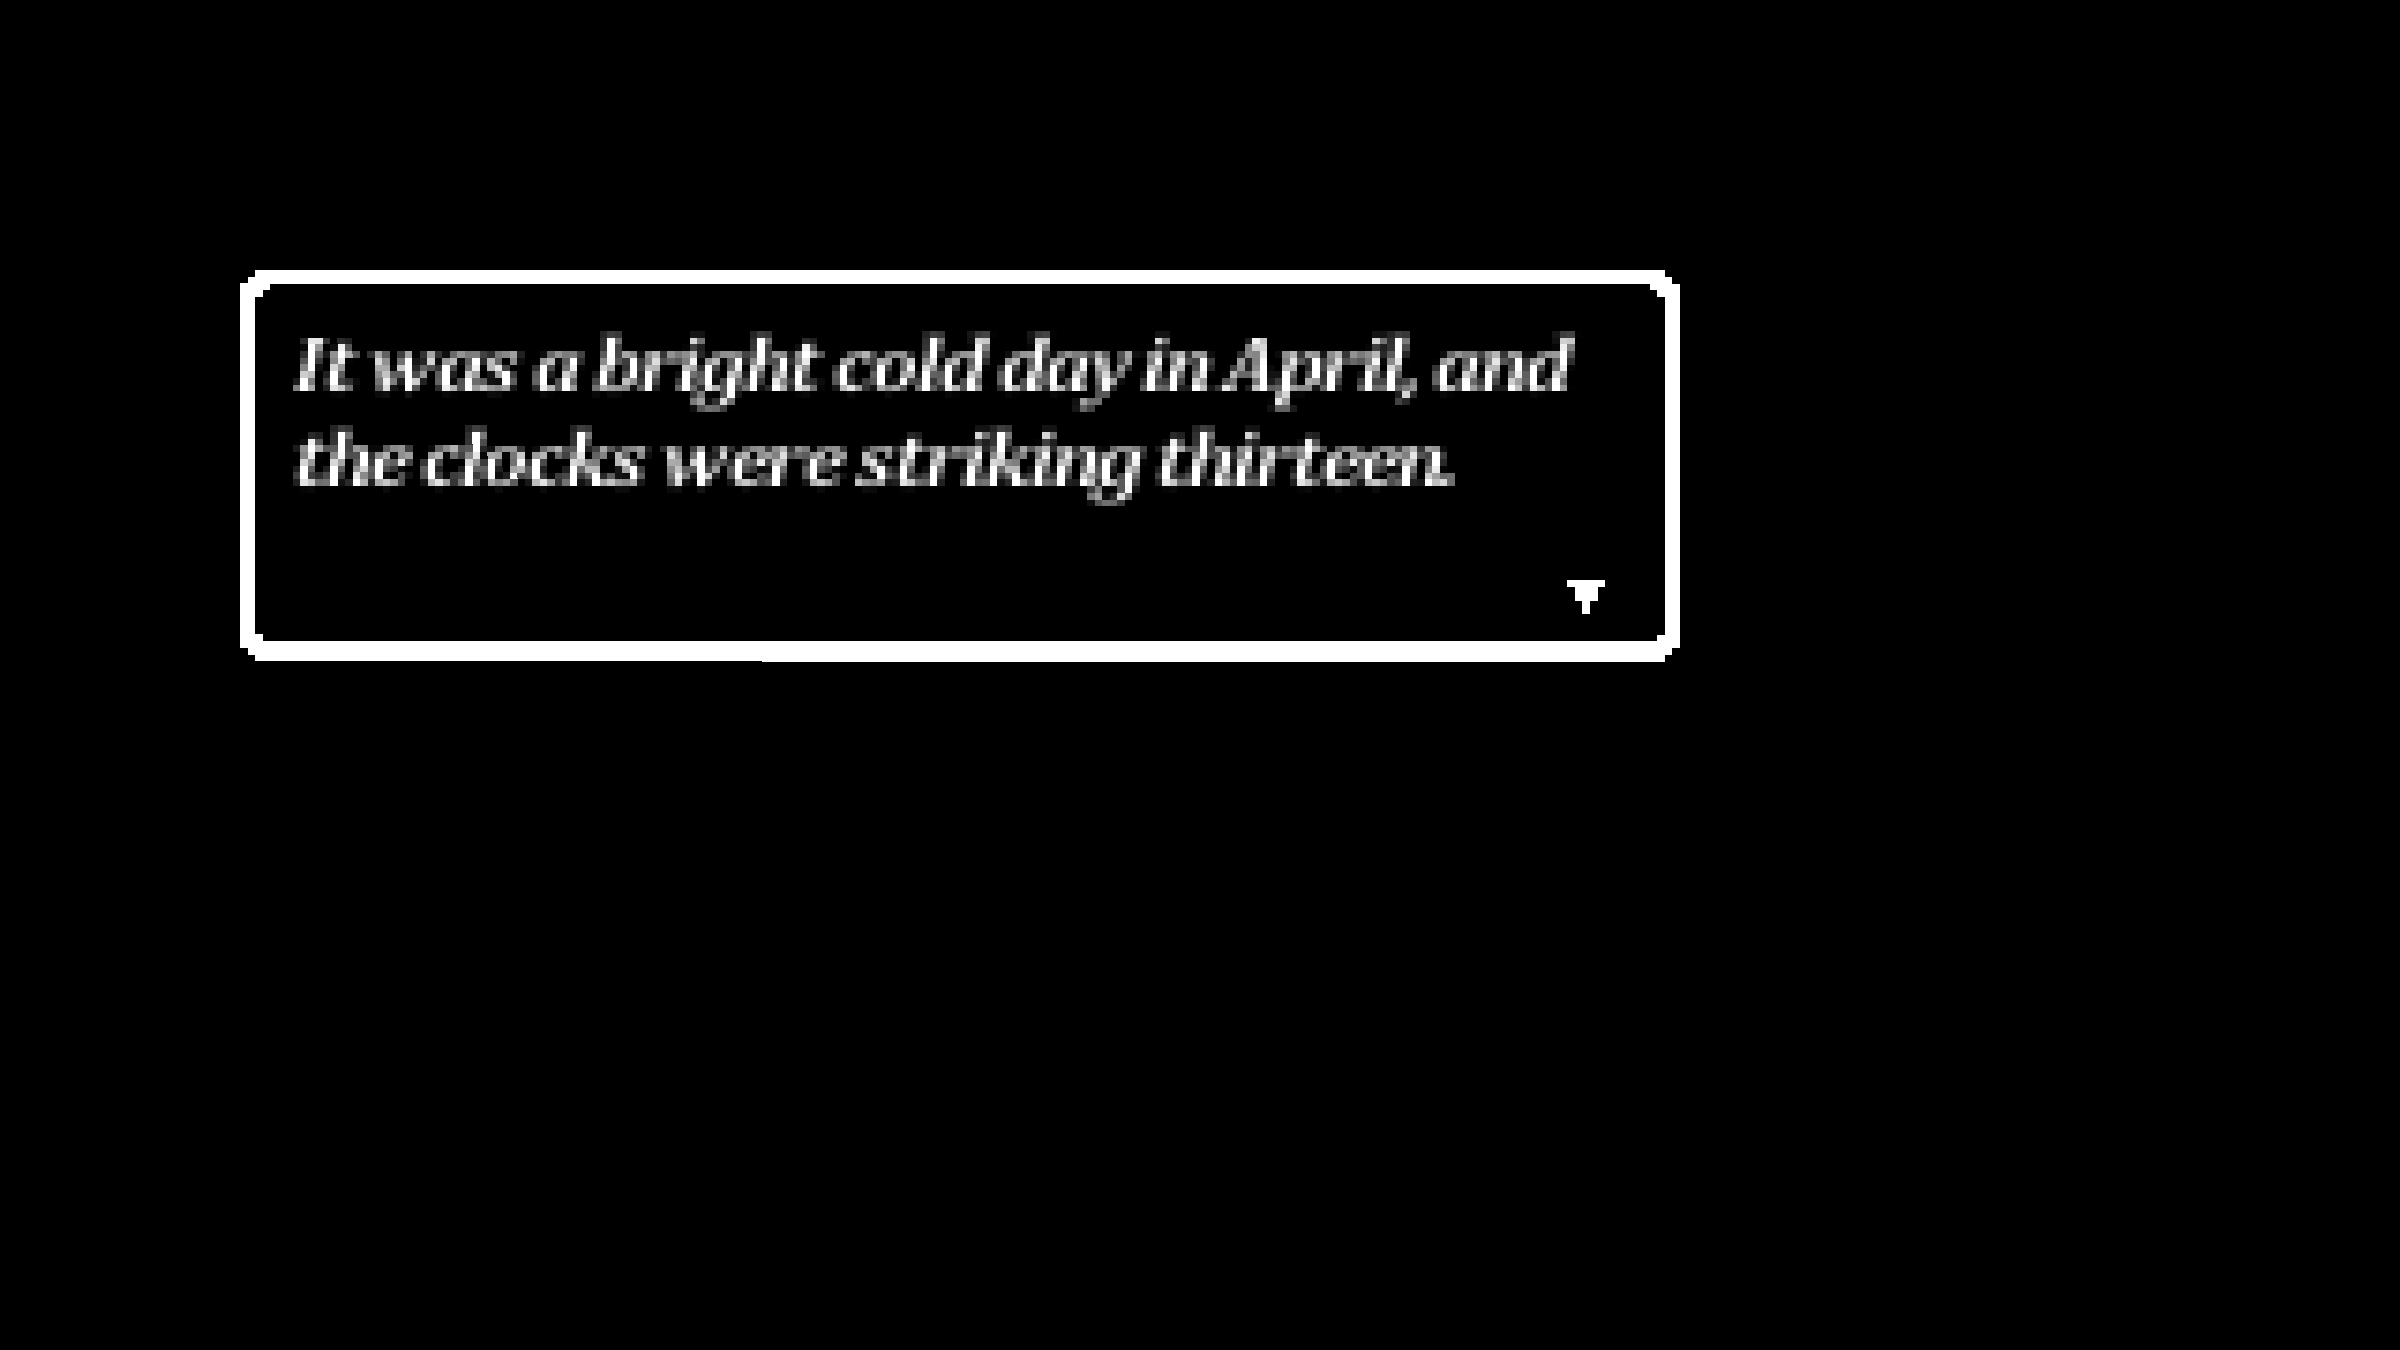 It was a bright cold day in April, and
the clocks were striking thirteen.